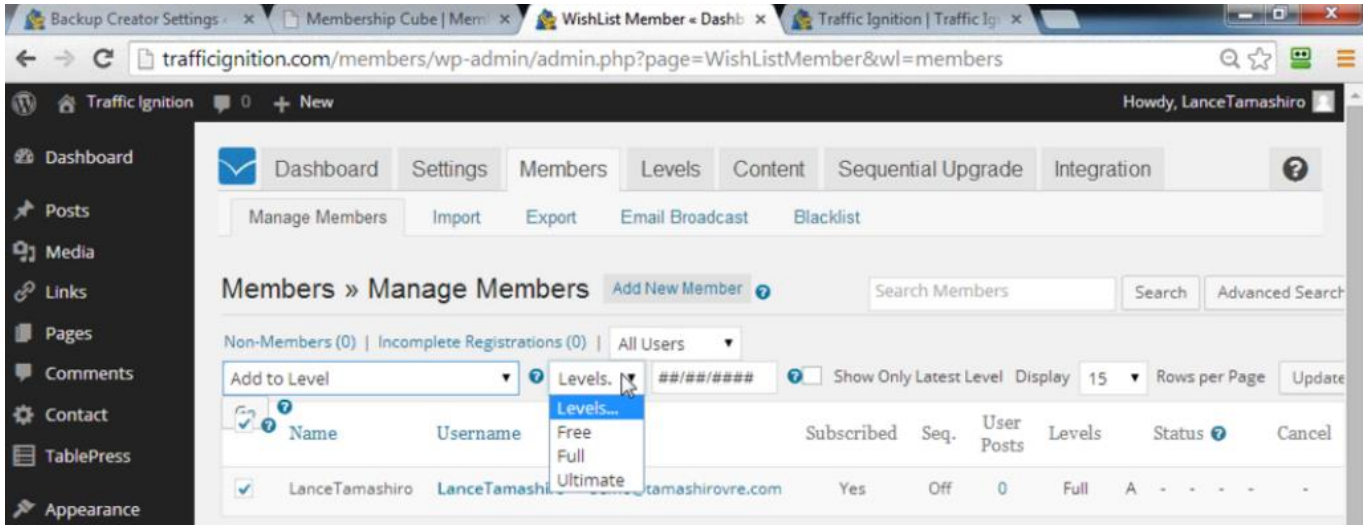 Backup Creator Settings
Membership Cube | Mem
WishList Member « Dashb
Traffic Ignition | Traffic Ig
trafficignition.com/members/wp-admin/admin.php?page=WishListMember&wl=members
Traffic Ignition 0 + New Howdy, LanceTamashiro
Dashboard
Posts
Media
Links
Pages
Comments
Contact
TablePress
Appearance
Dashboard Settings Members Levels Content Sequential Upgrade Integration ?
Manage Members Import Export Email Broadcast Blacklist
Members » Manage Members Add New Member ? Search Members Search Advanced Search
Non-Members (0) | Incomplete Registrations (0) | All Users
Add to Level ? Levels. ##/##/#### ? Show Only Latest Level Display 15 Rows per Page Update
Levels...
Free
Full
Ultimate
? ? Name Username Subscribed Seq. User Posts Levels Status ? Cancel
LanceTamashiro LanceTamashi @tamashirovre.com Yes Off 0 Full A - - - - -